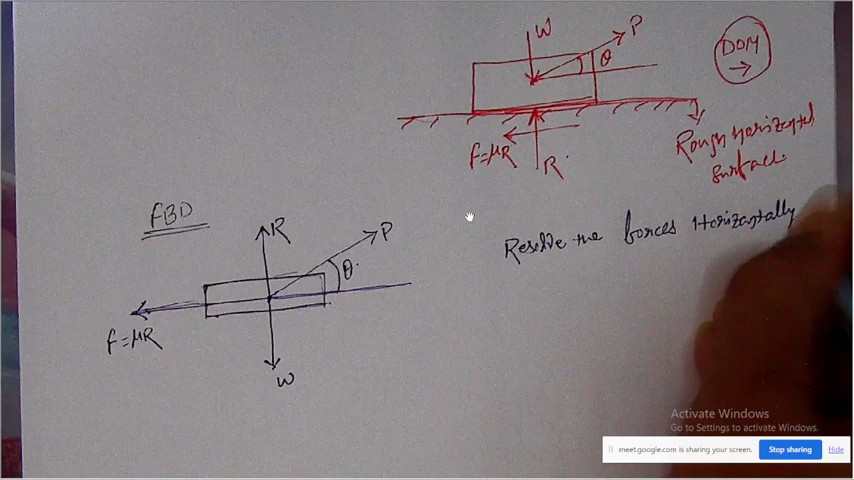 W
P
θ
DOM
→
F=μR
R
Rough Horizontal
Surface
FBD
R
P
θ
F=μR
W
Resolve the forces Horizontally
Activate Windows
Go to Settings to activate Windows.
meet.google.com is sharing your screen.
Stop sharing
Hide